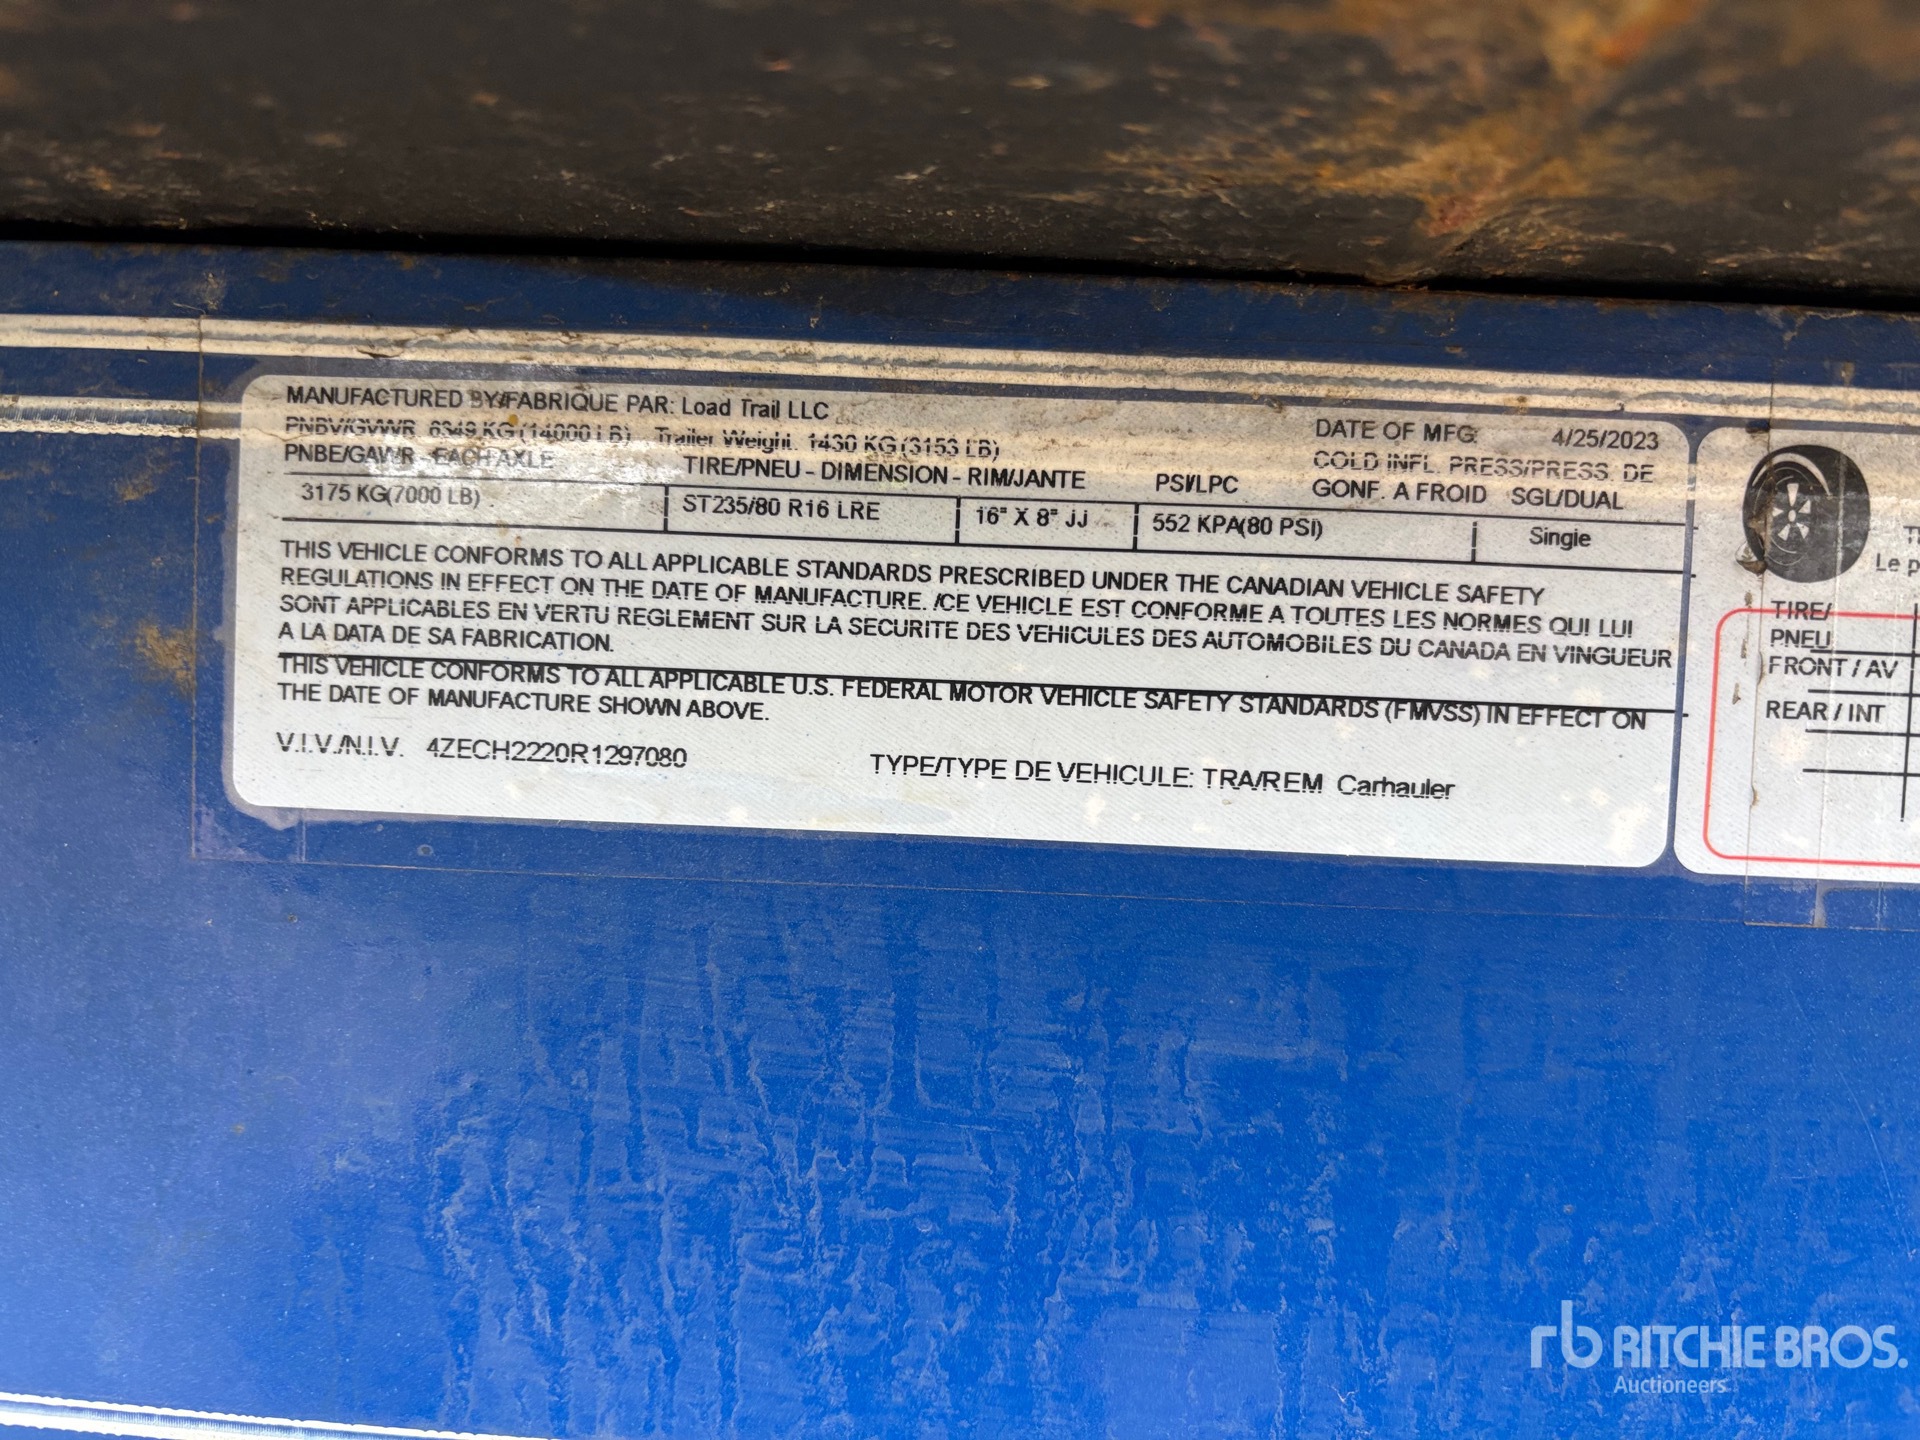 MANUFACTURED BY/FABRIQUE PAR: Load Trail LLC
PNBV/GVWR 6349 KG (14000 LB) Trailer Weight: 1430 KG (3153 LB)
DATE OF MFG: 4/25/2023
PNBE/GAWR - EACH AXLE
TIRE/PNEU - DIMENSION - RIM/JANTE
PSI/LPC
COLD INFL. PRESS/PRESS. DE
GONF. A FROID SGL/DUAL
3175 KG(7000 LB) ST235/80 R16 LRE 16" X 8" JJ 552 KPA(80 PSI) Single
THIS VEHICLE CONFORMS TO ALL APPLICABLE STANDARDS PRESCRIBED UNDER THE CANADIAN VEHICLE SAFETY
REGULATIONS IN EFFECT ON THE DATE OF MANUFACTURE. /CE VEHICLE EST CONFORME A TOUTES LES NORMES QUI LUI
SONT APPLICABLES EN VERTU REGLEMENT SUR LA SECURITE DES VEHICULES DES AUTOMOBILES DU CANADA EN VINGUEUR
A LA DATA DE SA FABRICATION.
THIS VEHICLE CONFORMS TO ALL APPLICABLE U.S. FEDERAL MOTOR VEHICLE SAFETY STANDARDS (FMVSS) IN EFFECT ON
THE DATE OF MANUFACTURE SHOWN ABOVE.
V.I.V./N.I.V. 4ZECH2220R1297080
TYPE/TYPE DE VEHICULE: TRA/REM Carhauler
Le p
TIRE/
PNEU
FRONT / AV
REAR / INT
rb RITCHIE BROS.
Auctioneers